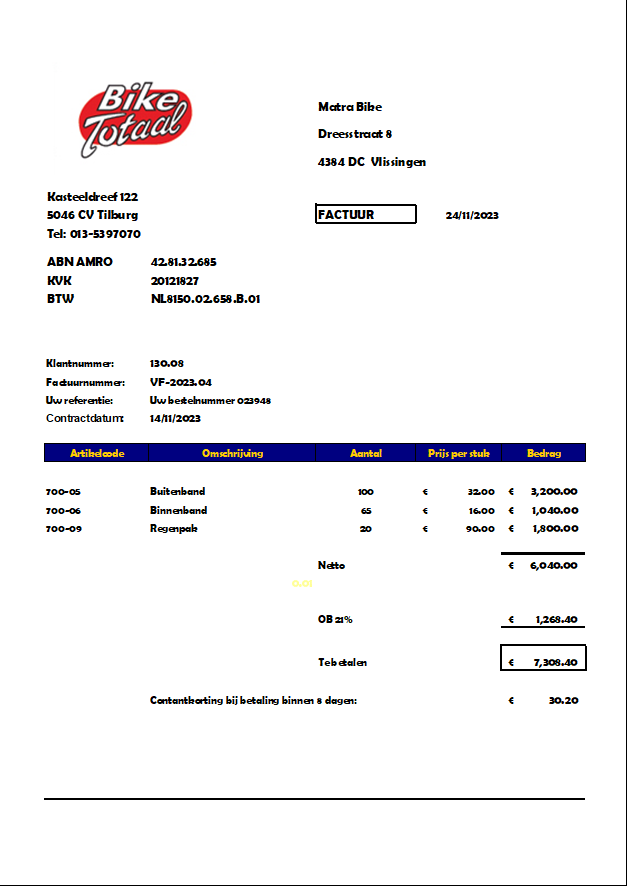 Bike
Totaal
Matra Bike
Dreesstraat 8
4384 DC Vlissingen
Kasteeldreef 122
5046 CV Tilburg
Tel: 013-5397070
FACTUUR 24/11/2023
ABN AMRO 42.81.32.685
KVK 20121827
BTW NL8150.02.658.B.01
Klantnummer: 130.08
Factuurnummer: VF-2023.04
Uw referentie: Uw bestelnummer 023948
Contractdatum: 14/11/2023
Artikelcode Omschrijving Aantal Prijs per stuk Bedrag
700-05 Buitenband 100 € 32.00 € 3,200.00
700-06 Binnenband 65 € 16.00 € 1,040.00
700-09 Regenpak 20 € 90.00 € 1,800.00
Netto € 6,040.00
0.01
OB 21% € 1,268.40
Te betalen € 7,308.40
Contantkorting bij betaling binnen 8 dagen: € 30.20